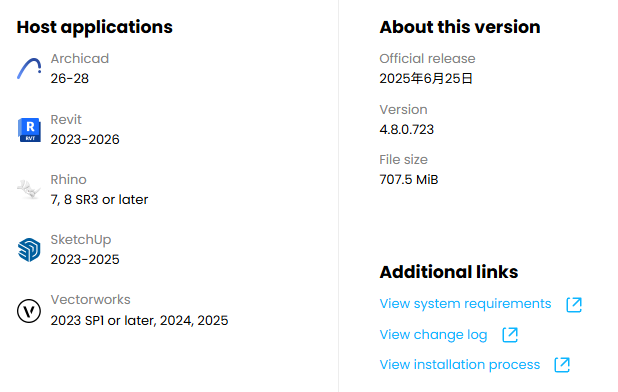 Host applications
Archicad
26-28
Revit
2023-2026
Rhino
7, 8 SR3 or later
SketchUp
2023-2025
Vectorworks
2023 SP1 or later, 2024, 2025
About this version
Official release
2025年6月25日
Version
4.8.0.723
File size
707.5 MiB
Additional links
View system requirements
View change log
View installation process
R
RVT